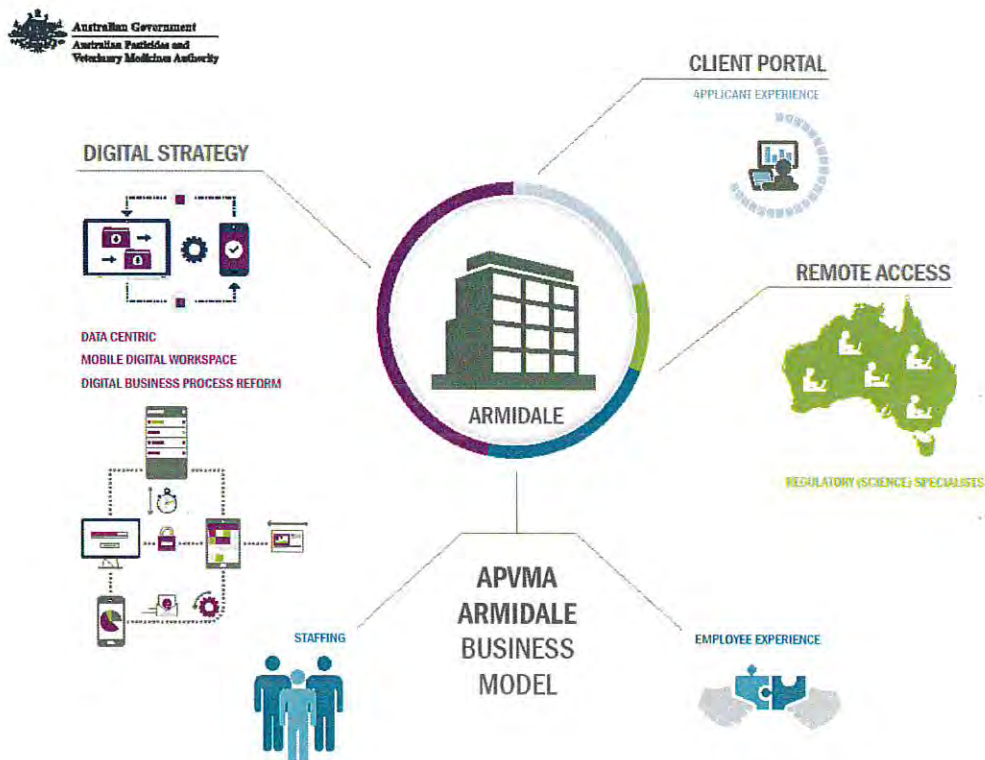 Australian Government
Australian Pesticides and
Veterinary Medicines Authority
CLIENT PORTAL
APPLICANT EXPERIENCE
DIGITAL STRATEGY
DATA CENTRIC
MOBILE DIGITAL WORKSPACE
DIGITAL BUSINESS PROCESS REFORM
ARMIDALE
REMOTE ACCESS
REGULATORY (SCIENCE) SPECIALISTS
APVMA
ARMIDALE
BUSINESS
MODEL
STAFFING
EMPLOYEE EXPERIENCE